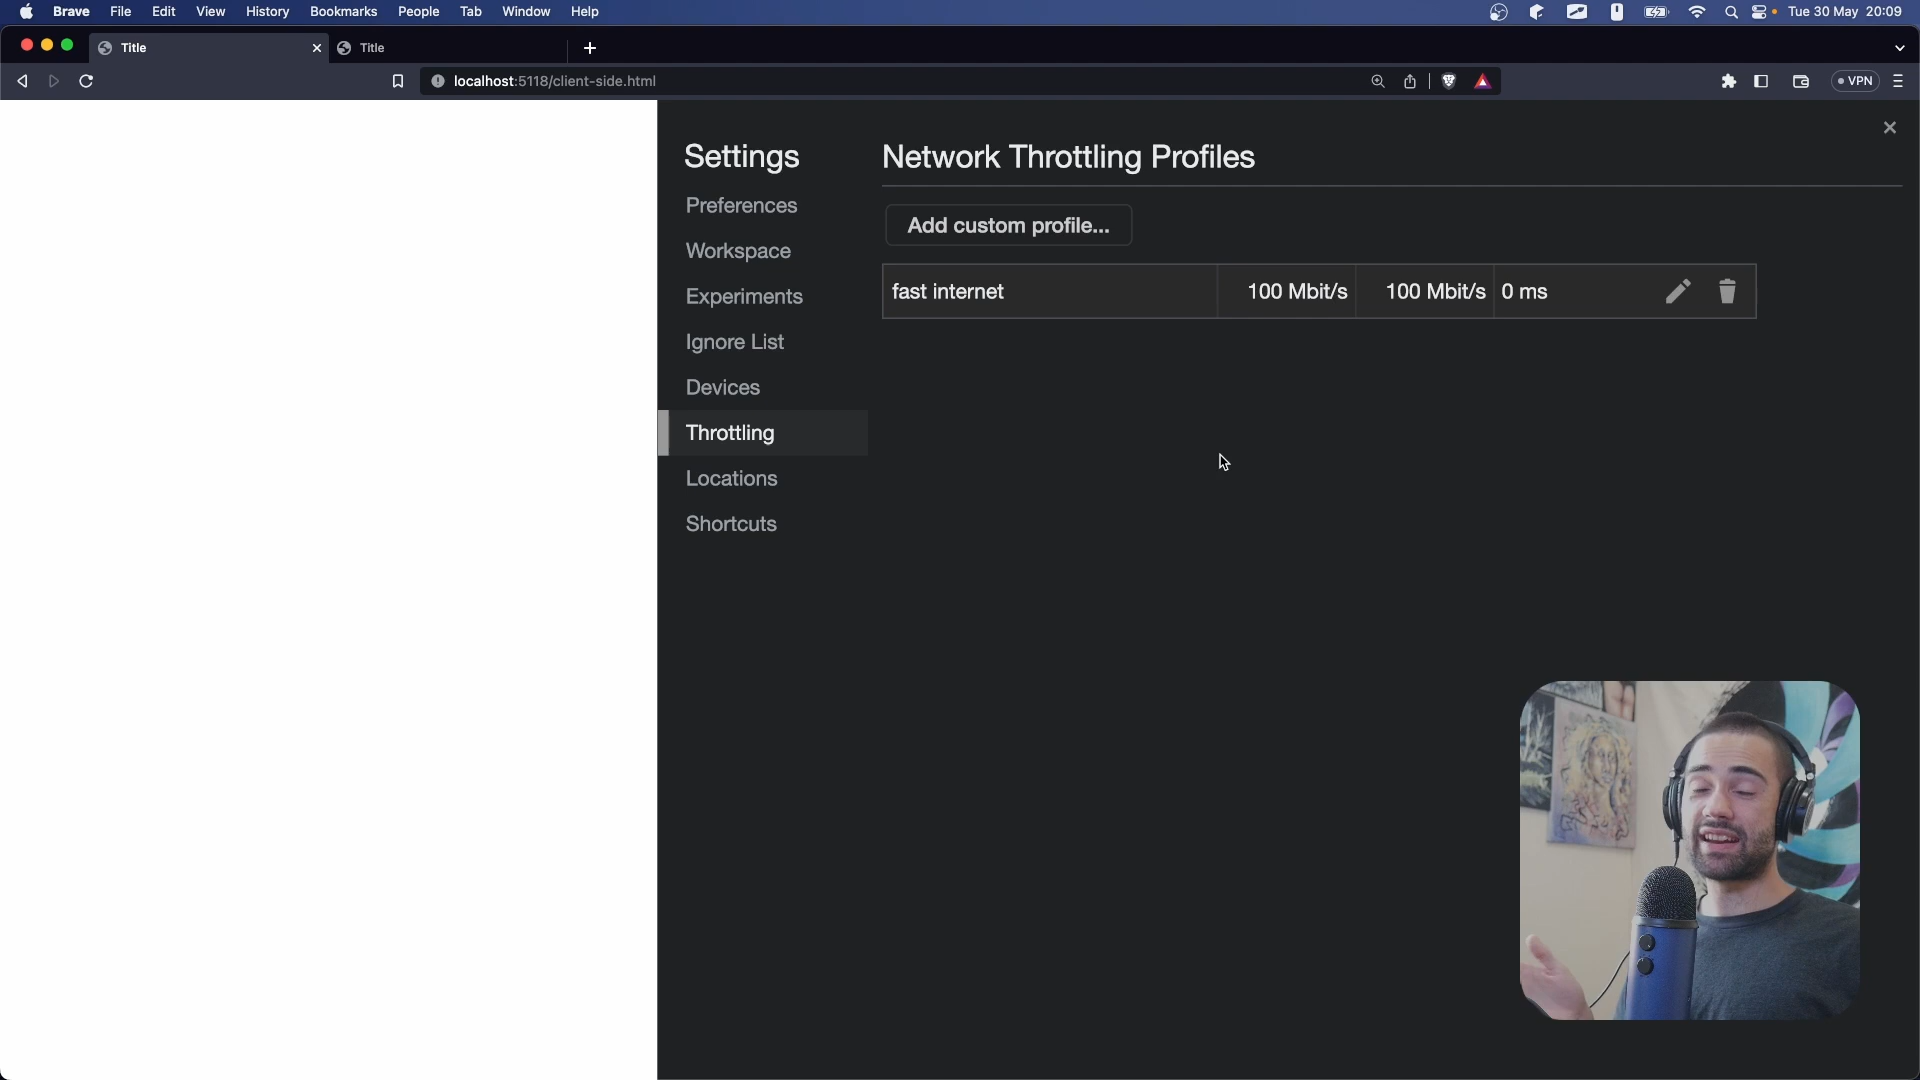 Brave File Edit View History Bookmarks People Tab Window Help Tue 30 May 20:09
Title Title
localhost:5118/client-side.html VPN
Settings
Preferences
Workspace
Experiments
Ignore List
Devices
Throttling
Locations
Shortcuts
Network Throttling Profiles
Add custom profile...
fast internet 100 Mbit/s 100 Mbit/s 0 ms